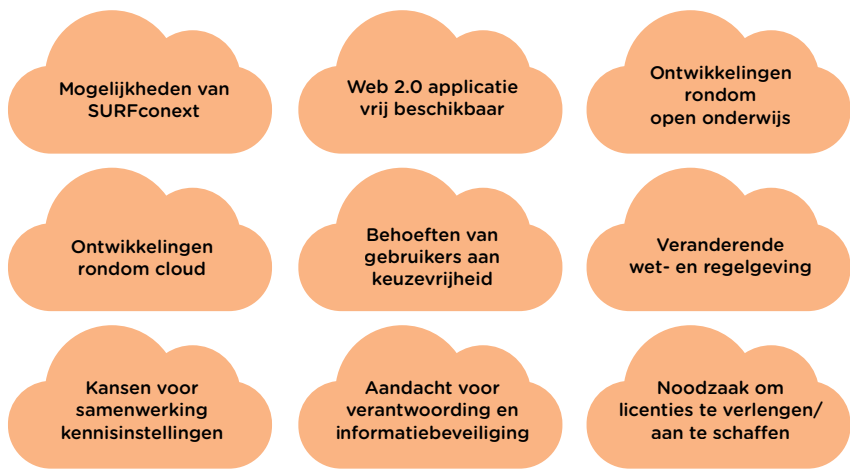 Mogelijkheden van
SURFconext
Web 2.0 applicatie
vrij beschikbaar
Ontwikkelingen
rondom
open onderwijs
Ontwikkelingen
rondom cloud
Behoeften van
gebruikers aan
keuzevrijheid
Veranderende
wet- en regelgeving
Kansen voor
samenwerking
kennisinstellingen
Aandacht voor
verantwoording en
informatiebeveiliging
Noodzaak om
licenties te verlengen/
aan te schaffen